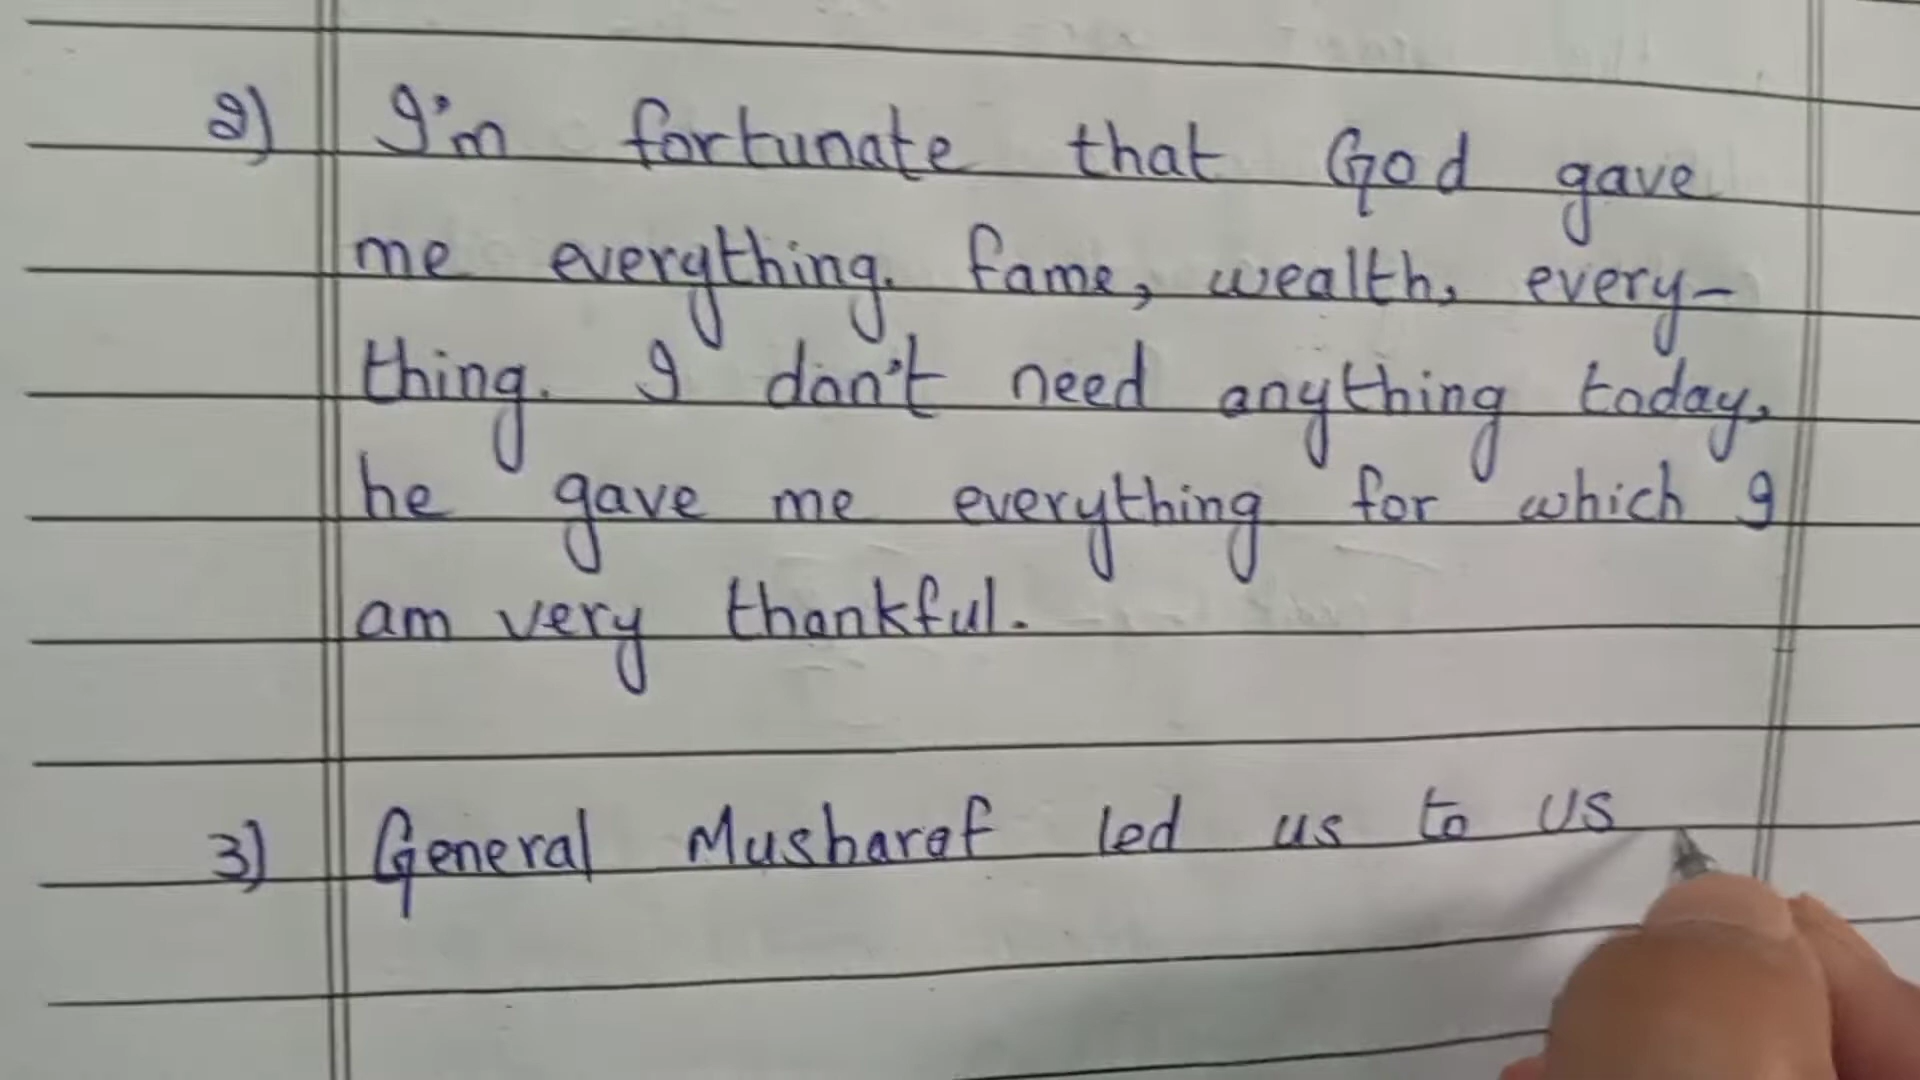 2) I'm fortunate that God gave
me everything. fame, wealth, every-
thing. I don't need anything today,
he gave me everything for which I
am very thankful.
3) General Musharaf led us to US